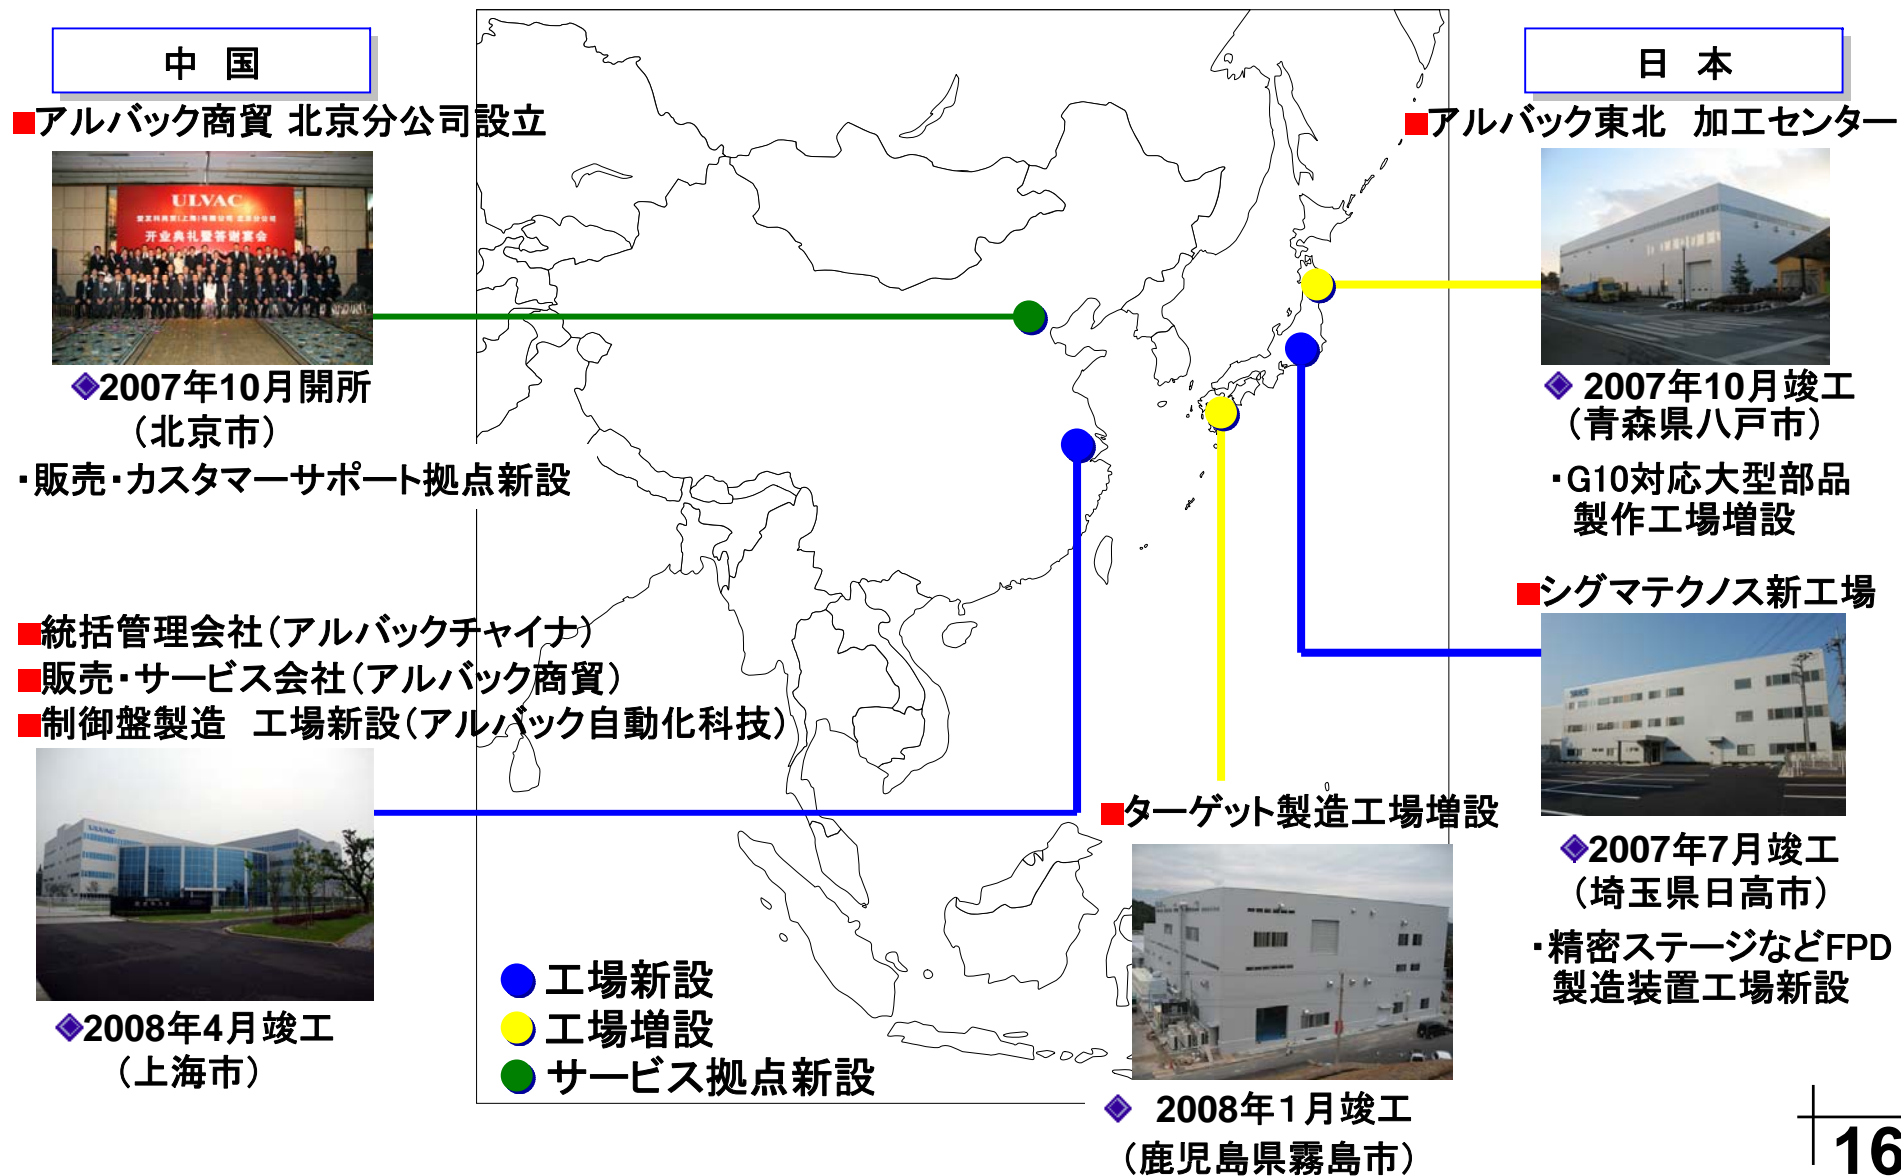 中 国
■アルバック商貿 北京分公司設立
ULVAC
开业典礼暨答谢宴会
◆2007年10月開所
（北京市）
・販売・カスタマーサポート拠点新設
■統括管理会社（アルバックチャイナ）
■販売・サービス会社（アルバック商貿）
■制御盤製造　工場新設（アルバック自動化科技）
ULVAC
◆2008年4月竣工
（上海市）
●工場新設
●工場増設
●サービス拠点新設
■ターゲット製造工場増設
◆ 2008年1月竣工
（鹿児島県霧島市）
日 本
■アルバック東北　加工センター
◆ 2007年10月竣工
（青森県八戸市）
・G10対応大型部品
製作工場増設
■シグマテクノス新工場
◆2007年7月竣工
（埼玉県日高市）
・精密ステージなどFPD
製造装置工場新設
16